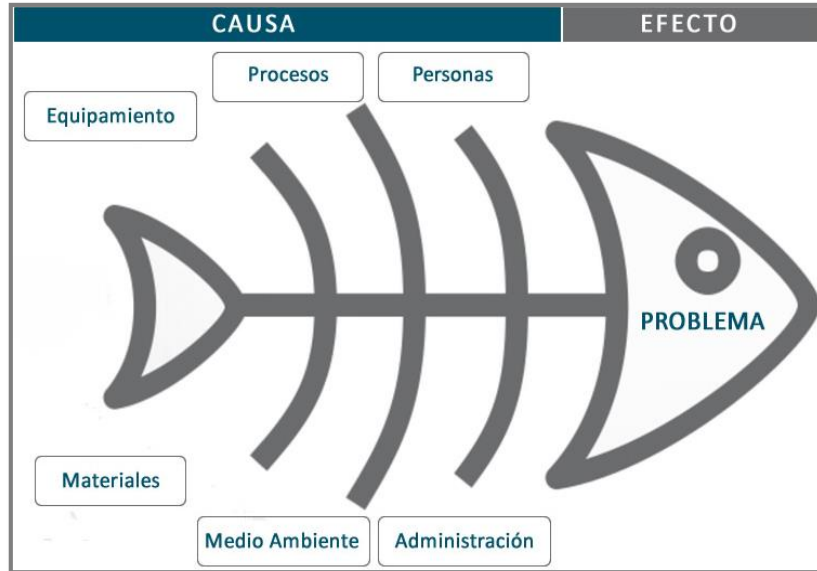 CAUSA
EFECTO
Procesos
Personas
Equipamiento
PROBLEMA
Materiales
Medio Ambiente
Administración